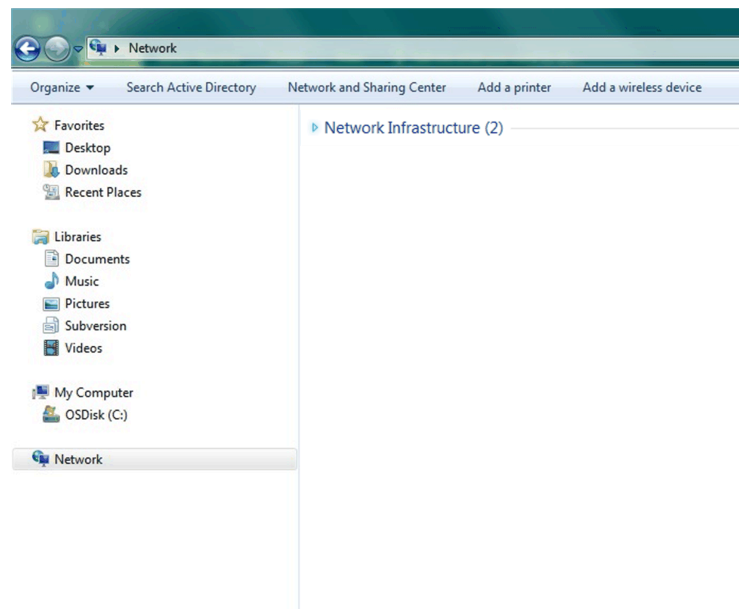 Network
Organize
Search Active Directory
Network and Sharing Center
Add a printer
Add a wireless device
Favorites
Desktop
Downloads
Recent Places
Libraries
Documents
Music
Pictures
Subversion
Videos
My Computer
OSDisk (C:)
Network
Network Infrastructure (2)